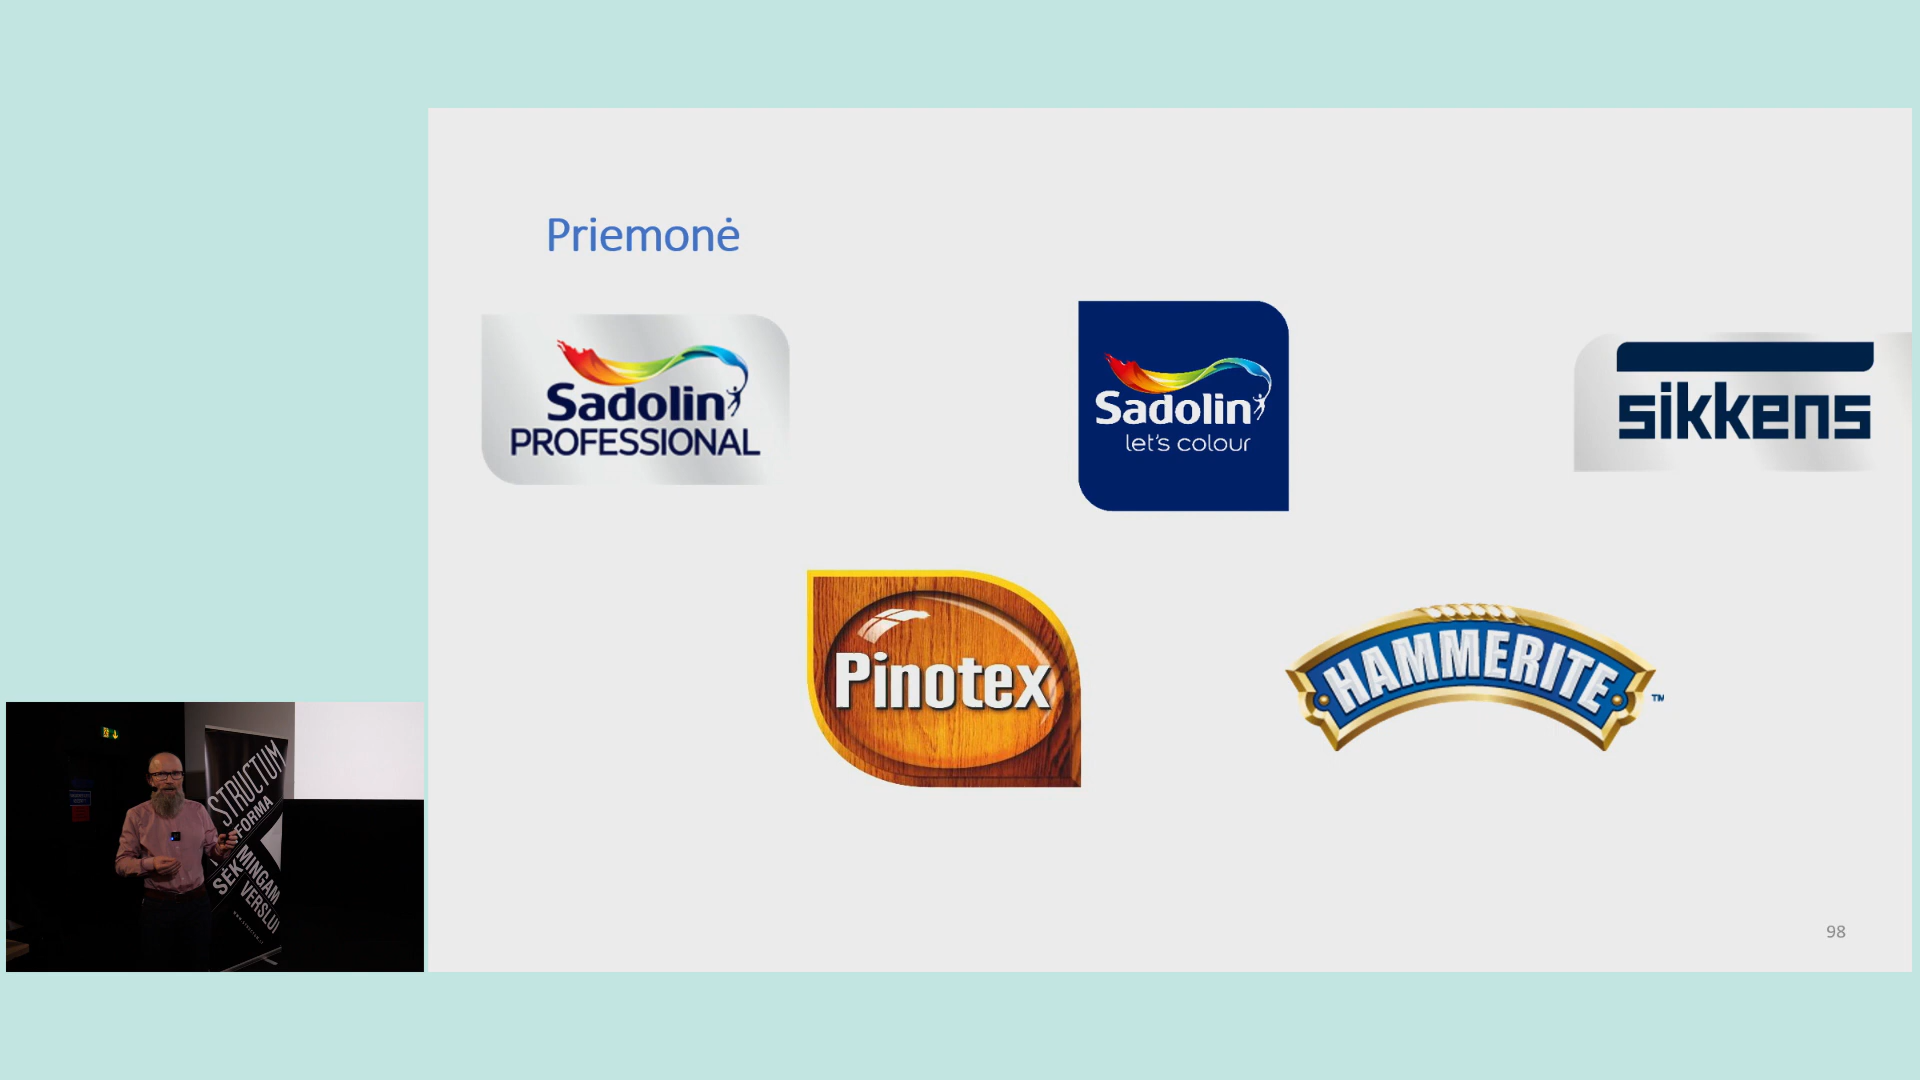 Priemonė
Sadolin
PROFESSIONAL
Sadolin
let's colour
sikkens
Pinotex
HAMMERITE
TM
98
STRUCTUM
FORMA
SĖKMINGAM
VERSLUI